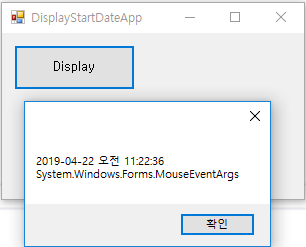 DisplayStartDateApp
Display
2019-04-22 오전 11:22:36
System.Windows.Forms.MouseEventArgs
확인